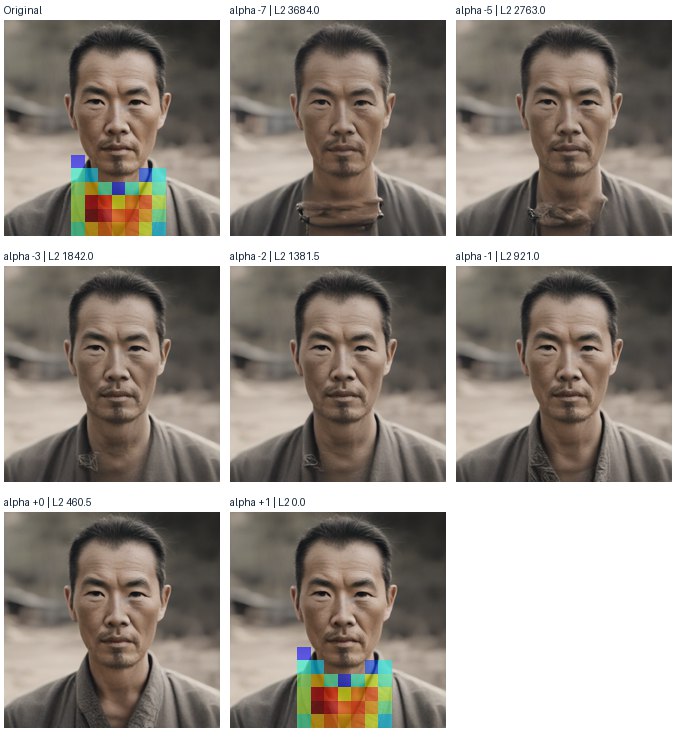 Original
alpha -7 | L2 3684.0
alpha -5 | L2 2763.0
alpha -3 | L2 1842.0
alpha -2 | L2 1381.5
alpha -1 | L2 921.0
alpha +0 | L2 460.5
alpha +1 | L2 0.0